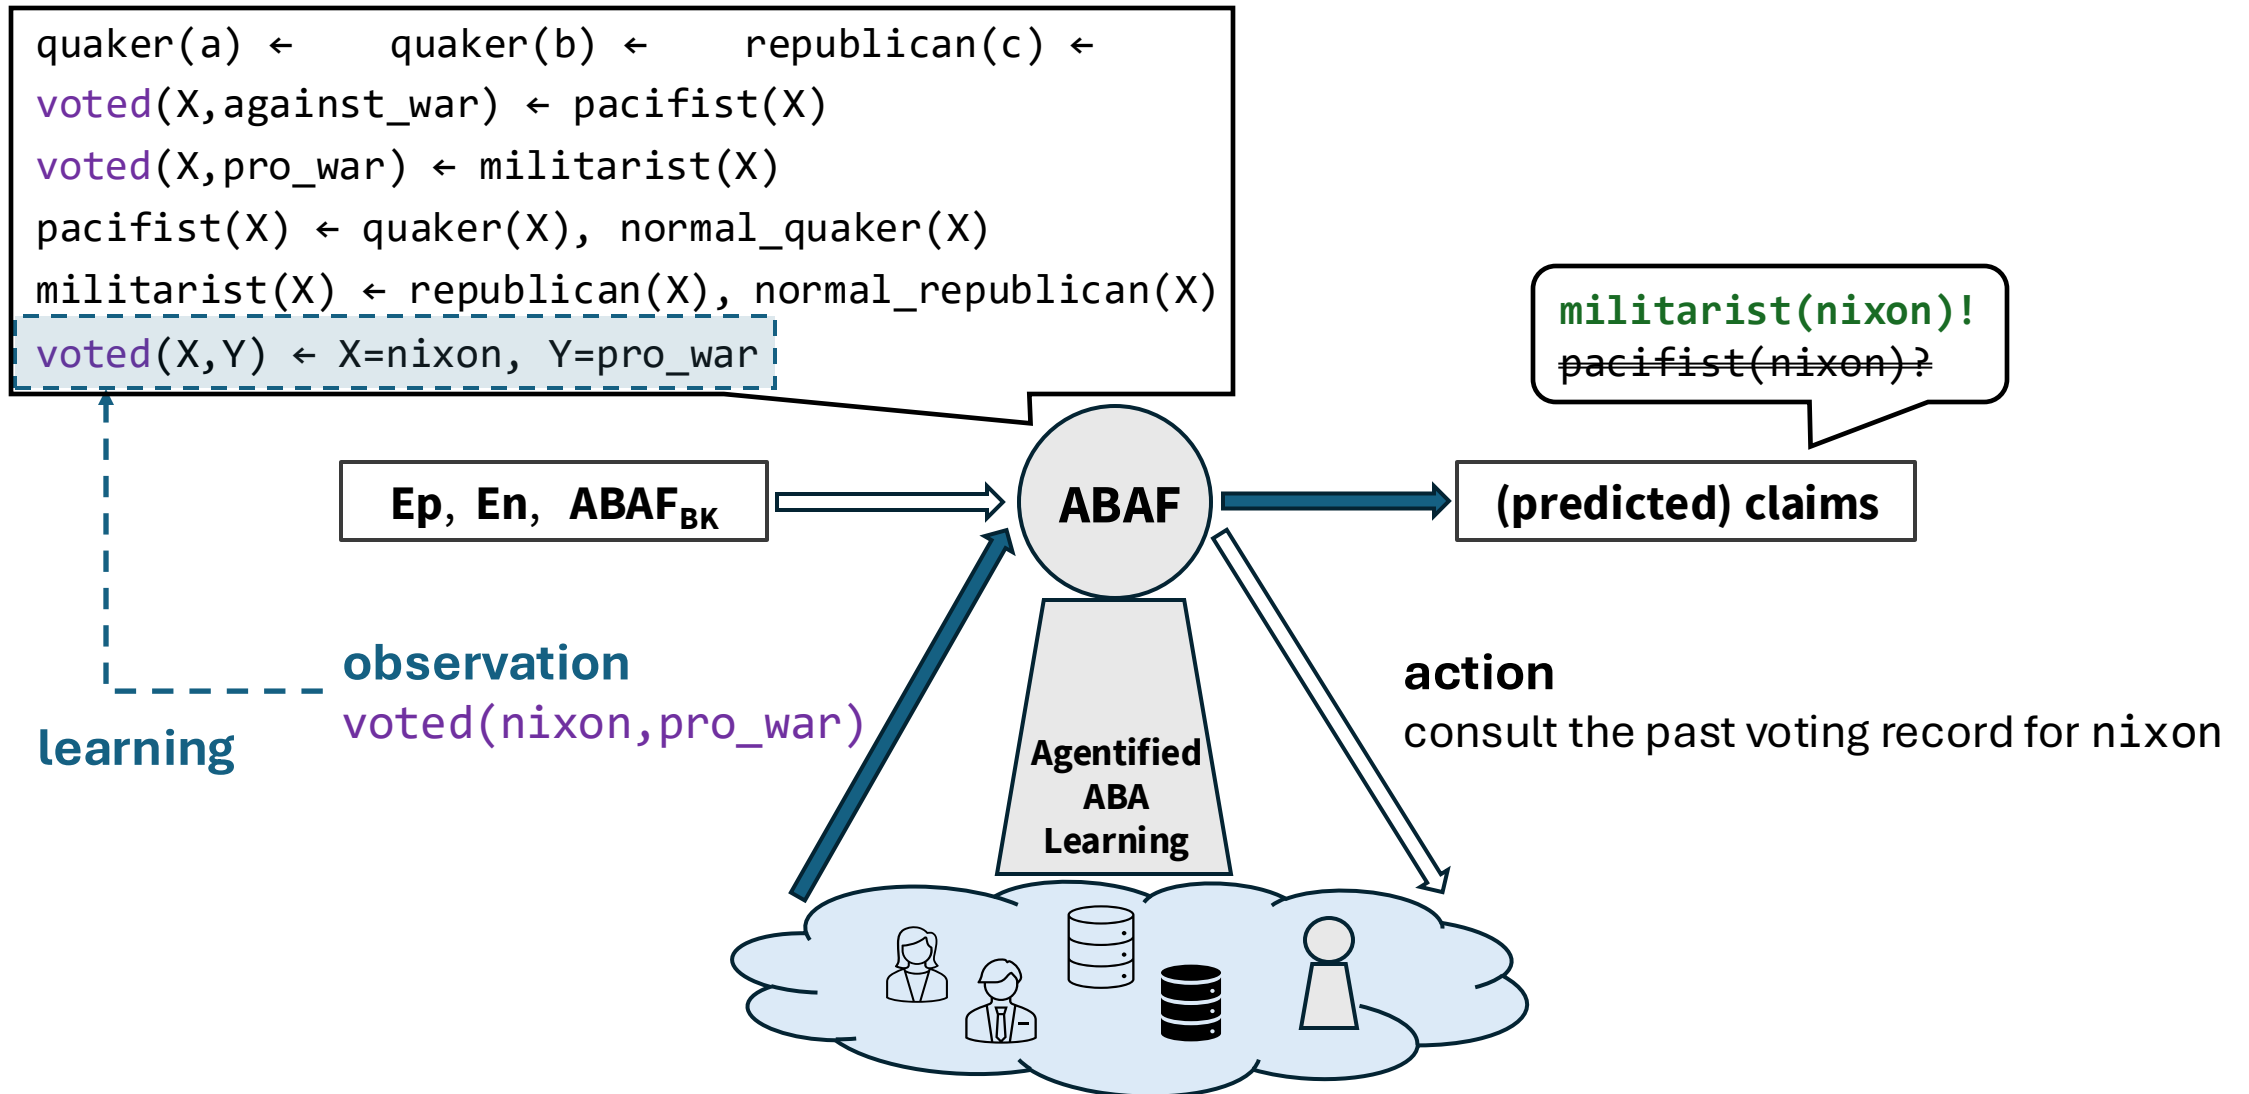 quaker(a) ← quaker(b) ← republican(c) ←
voted(X,against_war) ← pacifist(X)
voted(X,pro_war) ← militarist(X)
pacifist(X) ← quaker(X), normal_quaker(X)
militarist(X) ← republican(X), normal_republican(X)
voted(X,Y) ← X=nixon, Y=pro_war
militarist(nixon)!
pacifist(nixon)?
Ep, En, ABAF_BK
ABAF
(predicted) claims
observation
voted(nixon,pro_war)
learning
action
consult the past voting record for nixon
Agentified
ABA
Learning